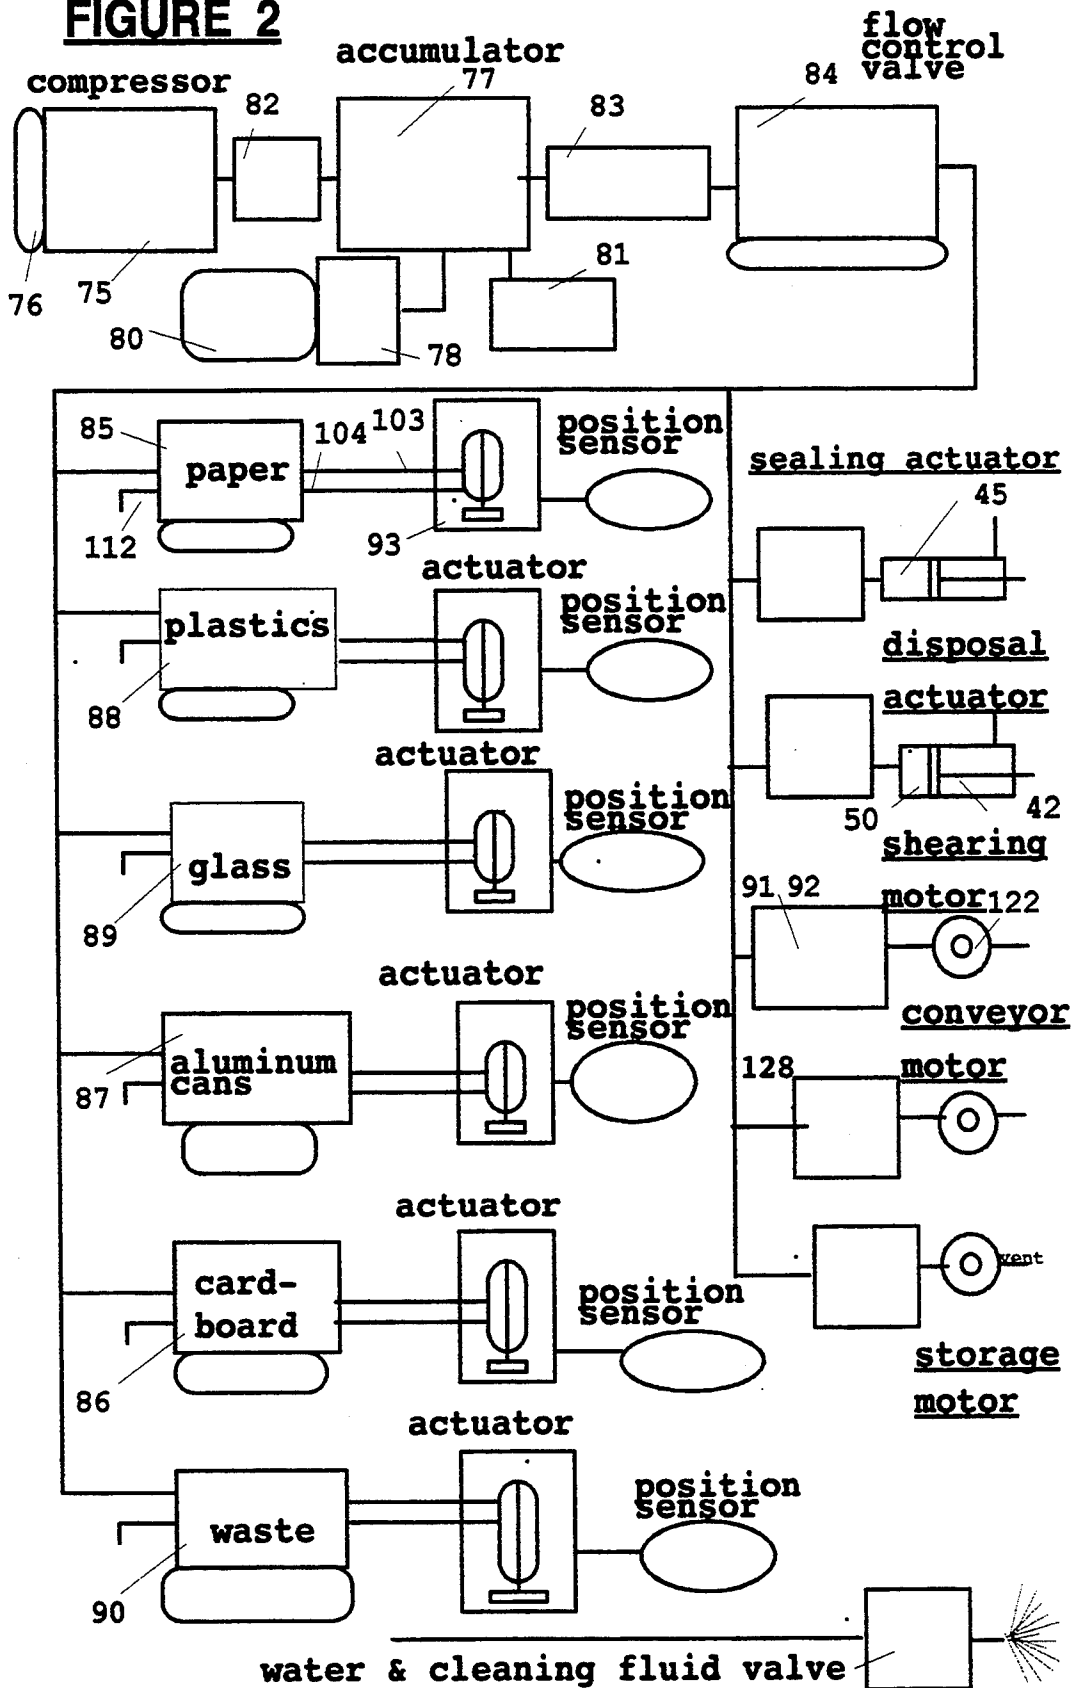 FIGURE 2
flow
control
valve
accumulator
compressor
77
84
82
83
76
75
80
78
81
85
104
103
position
sensor
paper
112
93
sealing actuator
45
actuator
plastics
position
sensor
88
disposal
actuator
actuator
position
sensor
50
42
glass
89
shearing
motor
91
92
122
actuator
position
sensor
conveyor
motor
aluminum
cans
87
128
actuator
card-
board
position
sensor
86
vent
storage
motor
actuator
position
sensor
waste
90
water & cleaning fluid valve